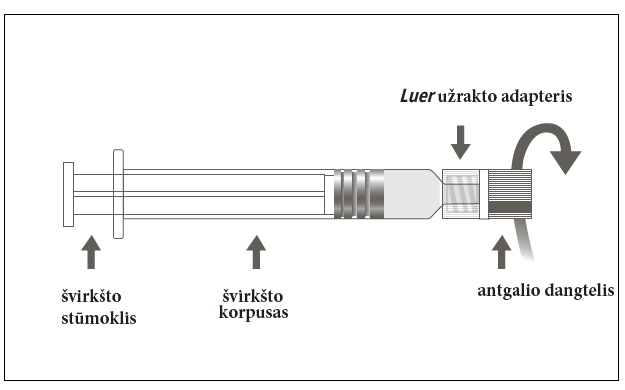 Luer užrakto adapteris
švirkšto
stūmoklis
švirkšto
korpusas
antgalio dangtelis